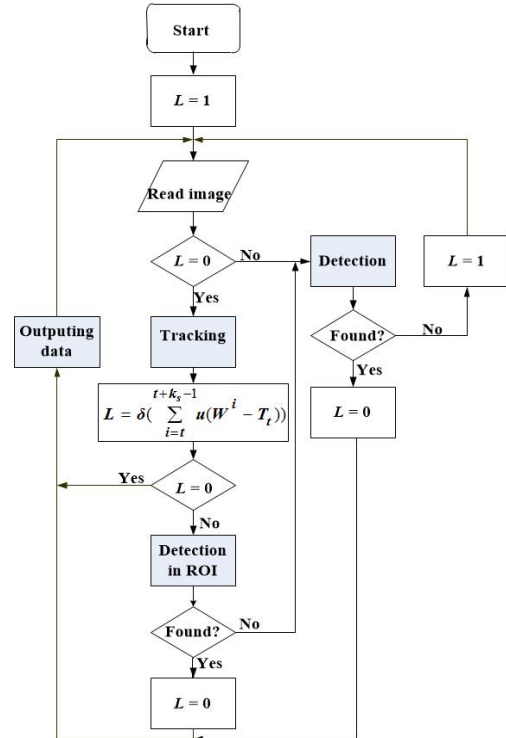 Start
L = 1
Read image
L = 0
No
Yes
Detection
L = 1
Outputing
data
Tracking
Found?
No
Yes
L = δ( ∑_{i=t}^{t+k_s−1} u(W^i − T_t))
L = 0
Yes
L = 0
No
Detection
in ROI
Found?
No
Yes
L = 0